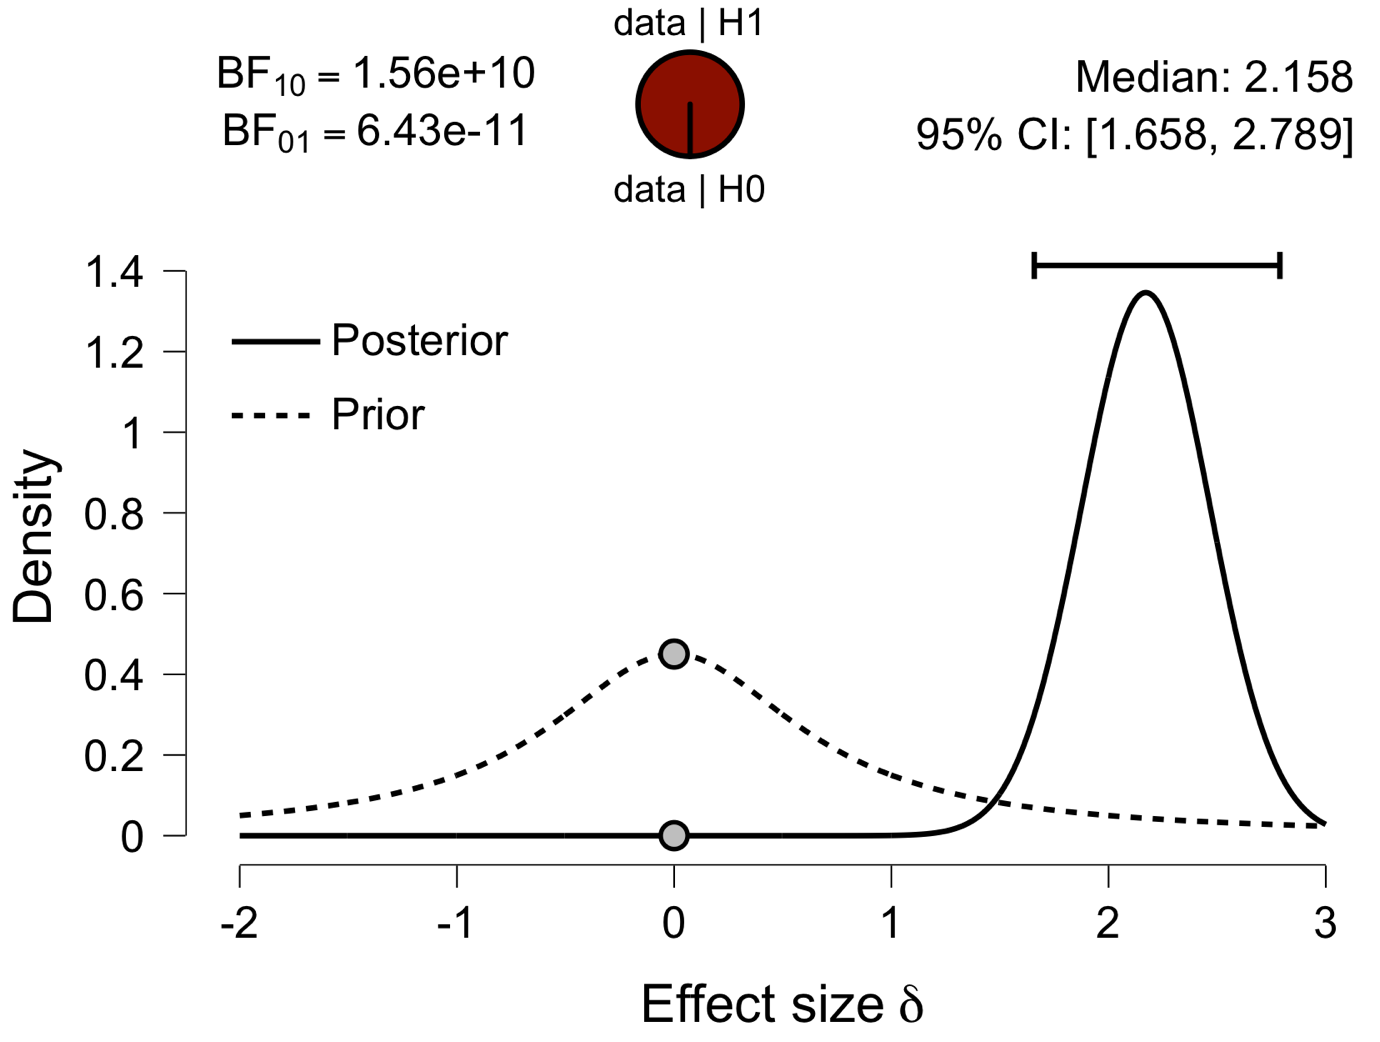 data | H1
BF10 = 1.56e+10
BF01 = 6.43e-11
Median: 2.158
95% CI: [1.658, 2.789]
data | H0
Posterior
Prior
Density
1.4
1.2
1
0.8
0.6
0.4
0.2
0
-2
-1
0
1
2
3
Effect size δ